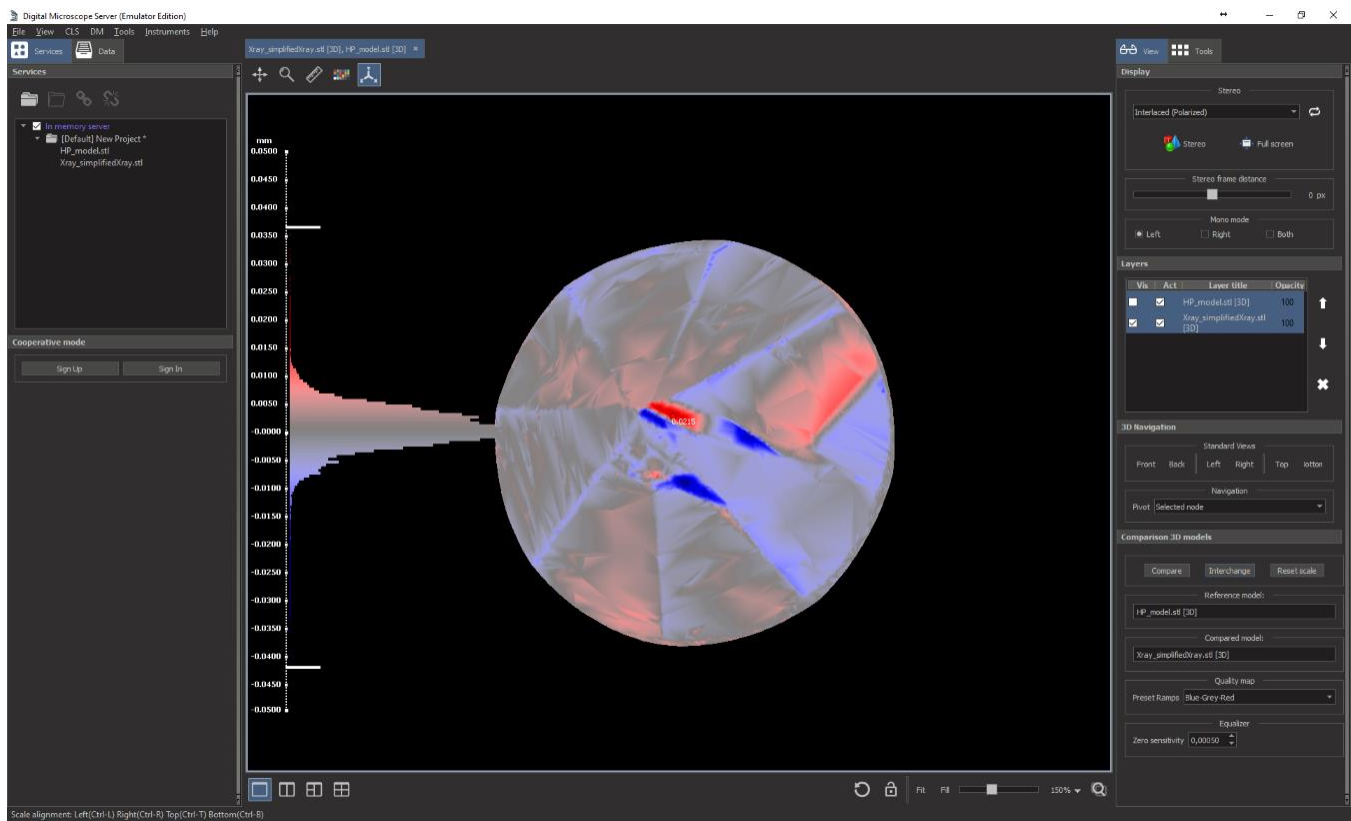 Digital Microscope Server (Emulator Edition)
File View CLS DM Tools Instruments Help
Services Data
Services
In memory server
[Default] New Project *
HP_model.stl
Xray_simplifiedXray.stl
Cooperative mode
Sign Up Sign In
Xray_simplifiedXray.stl [3D], HP_model.stl [3D] ×
mm
0.0500
0.0450
0.0400
0.0350
0.0300
0.0250
0.0200
0.0150
0.0100
0.0050
-0.0000
-0.0050
-0.0100
-0.0150
-0.0200
-0.0250
-0.0300
-0.0350
-0.0400
-0.0450
-0.0500
0.0215
Fit Fill 150%
View Tools
Display
Stereo
Interlaced (Polarized)
Stereo Full screen
Stereo frame distance
0 px
Mono mode
Left Right Both
Layers
Vis Act Layer title Opacity
HP_model.stl [3D] 100
Xray_simplifiedXray.stl [3D] 100
3D Navigation
Standard Views
Front Back Left Right Top botton
Navigation
Pivot Selected node
Comparison 3D models
Compare Interchange Reset scale
Reference model:
HP_model.stl [3D]
Compared model:
Xray_simplifiedXray.stl [3D]
Quality map
Preset Ramps Blue-Grey-Red
Equalizer
Zero sensitivity 0,00050
Scale alignment: Left(Ctrl-L) Right(Ctrl-R) Top(Ctrl-T) Bottom(Ctrl-B)